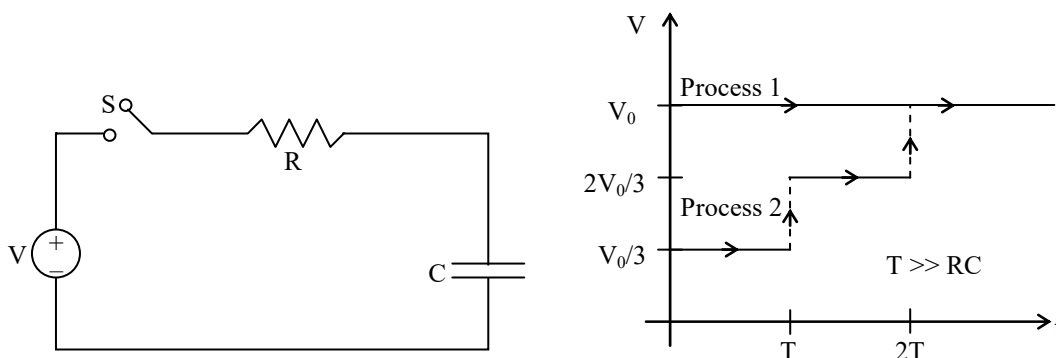 S
R
V
+
−
C
V
V₀
2V₀/3
V₀/3
Process 1
Process 2
T >> RC
T
2T